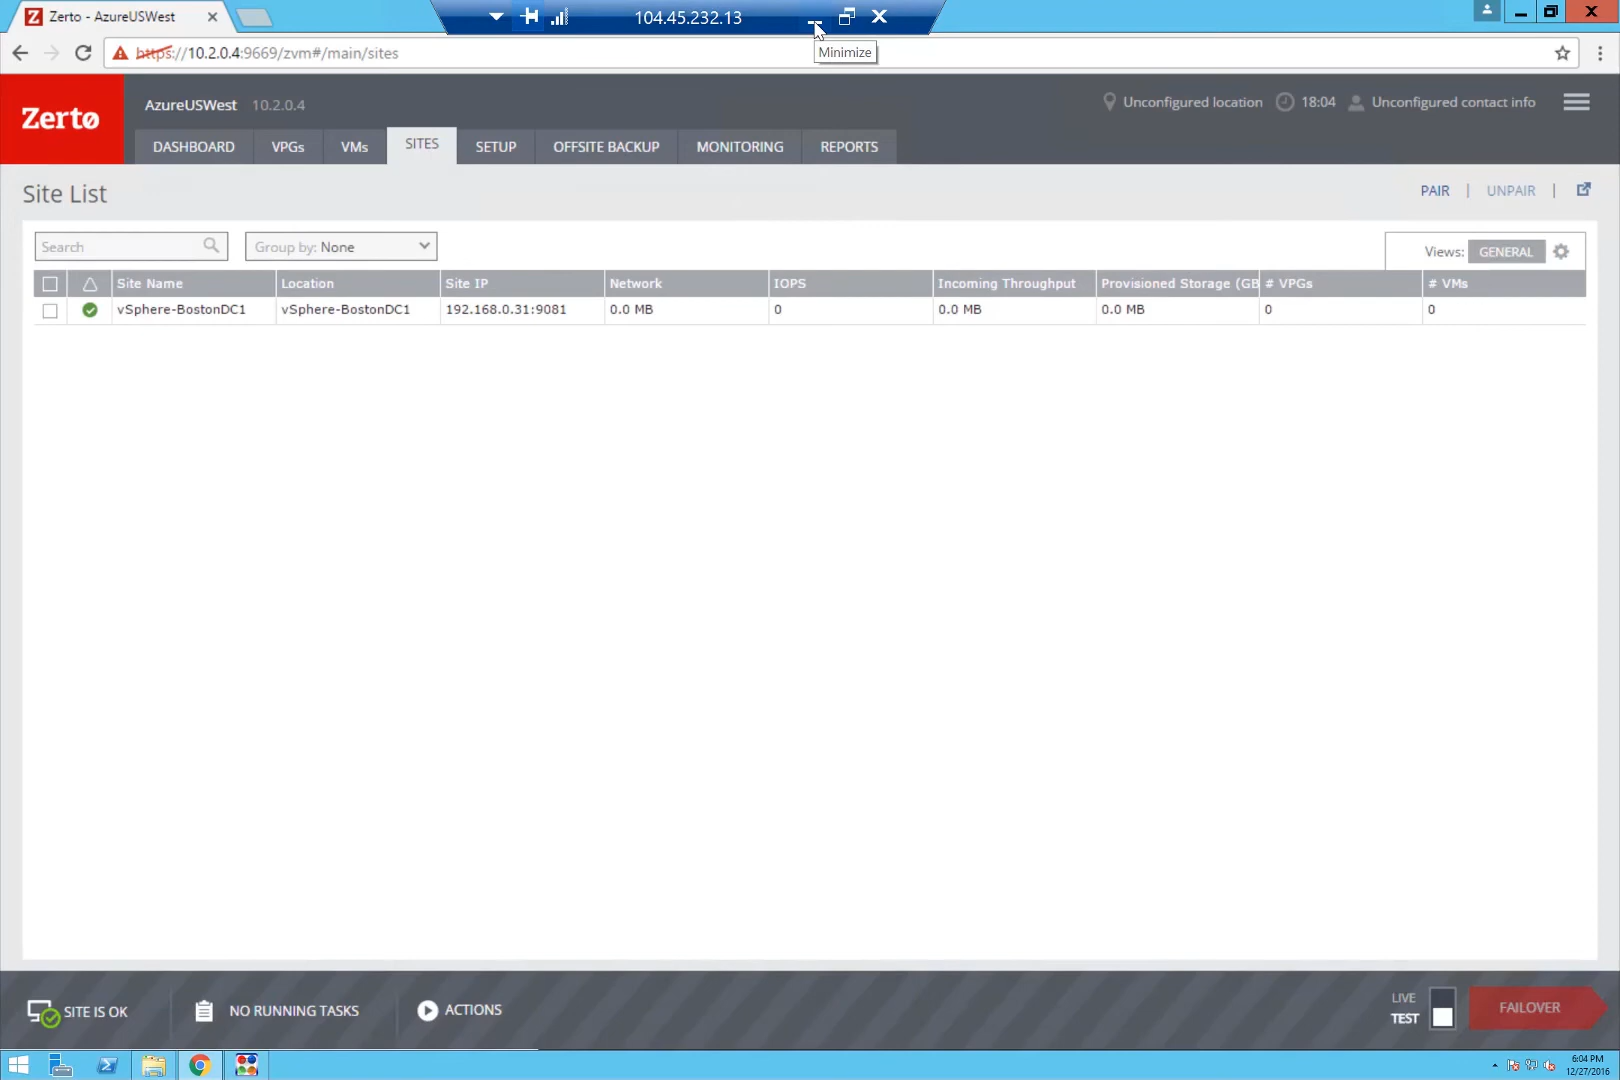 Zerto - AzureUSWest
104.45.232.13
Minimize
https://10.2.0.4:9669/zvm#/main/sites
Zerto
AzureUSWest 10.2.0.4
Unconfigured location 18:04 Unconfigured contact info
DASHBOARD VPGs VMs SITES SETUP OFFSITE BACKUP MONITORING REPORTS
Site List
PAIR | UNPAIR |
Search Group by: None
Views: GENERAL
Site Name Location Site IP Network IOPS Incoming Throughput Provisioned Storage (GB # VPGs # VMs
vSphere-BostonDC1 vSphere-BostonDC1 192.168.0.31:9081 0.0 MB 0 0.0 MB 0.0 MB 0 0
SITE IS OK NO RUNNING TASKS ACTIONS
LIVE
TEST
FAILOVER
6:04 PM
12/27/2016